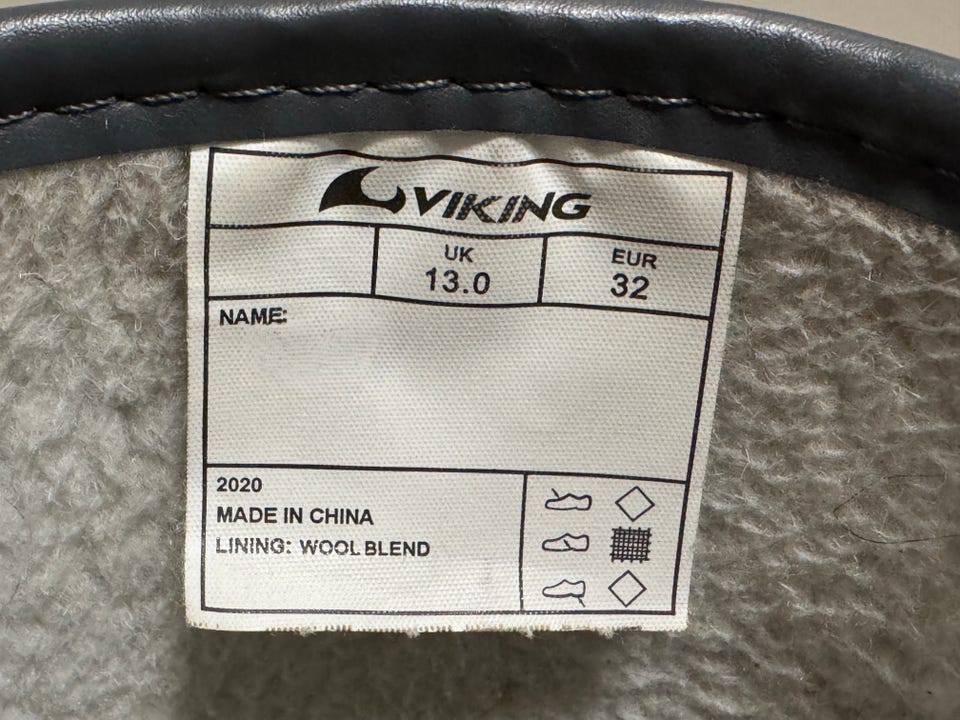 VIKING
UK
13.0
EUR
32
NAME:
2020
MADE IN CHINA
LINING: WOOL BLEND